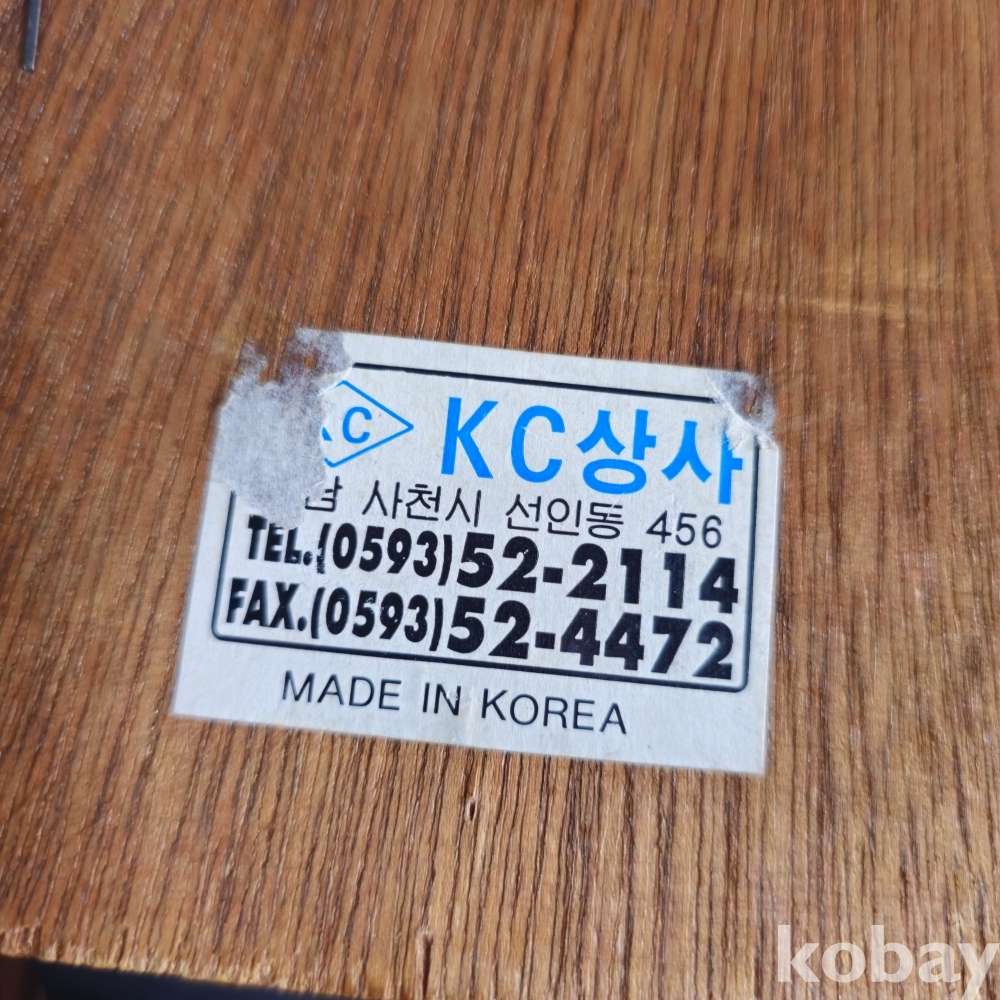 C
KC상사
사천시 선인동 456
TEL.(0593)52-2114
FAX.(0593)52-4472
MADE IN KOREA
kobay